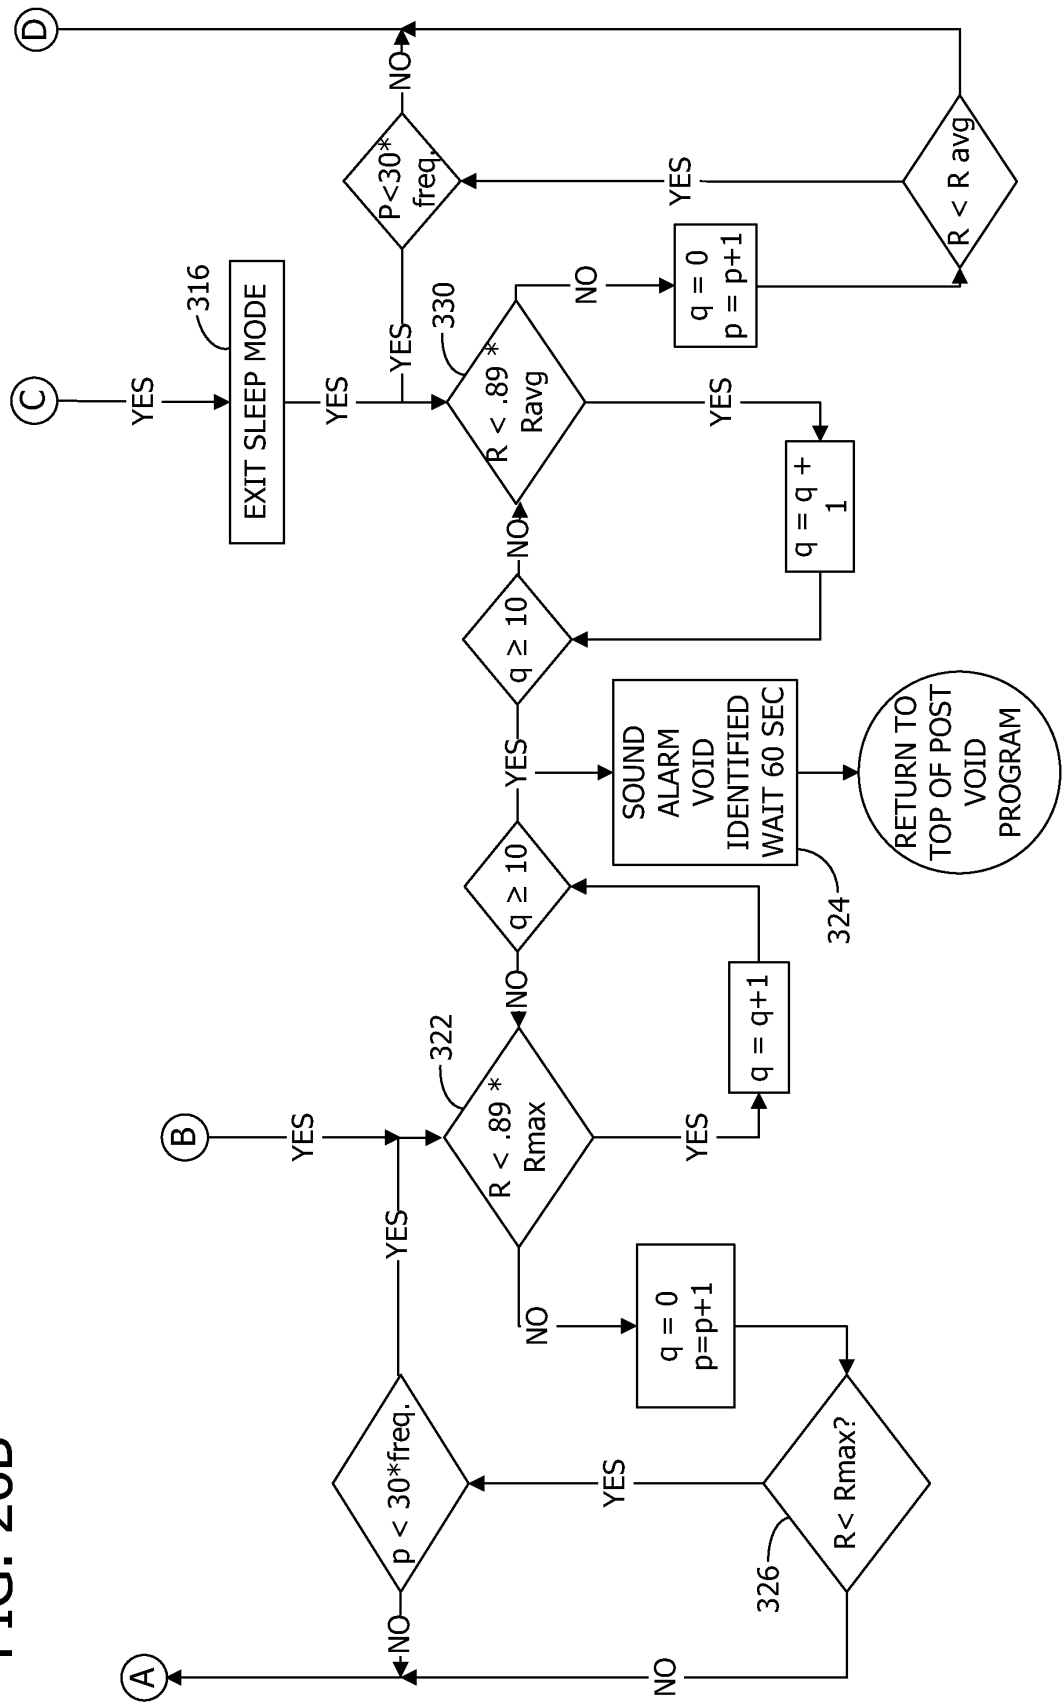 FIG.
A
B
C
D
YES
YES
316
EXIT SLEEP MODE
YES
NO
p < 30*freq.
YES
YES
P<30*
freq.
NO
322
330
R < .89 *
Rmax
NO
q ≥ 10
YES
q ≥ 10
NO
R < .89 *
Ravg
NO
YES
NO
YES
YES
YES
NO
q = 0
p=p+1
q = q+1
324
SOUND
ALARM
VOID
IDENTIFIED
WAIT 60 SEC
q = q +
1
q = 0
p = p+1
326
R< Rmax?
RETURN TO
TOP OF POST
VOID
PROGRAM
R < R avg